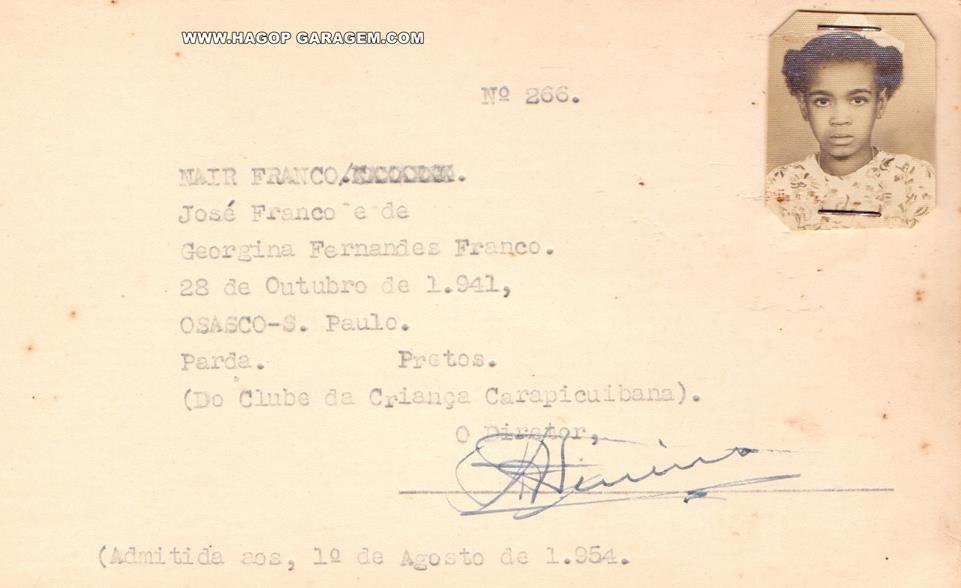 WWW.HAGOP GARAGEM.COM
Nº 266.
NAIR FRANCO/.
José Franco e de
Georgina Fernandes Franco.
28 de Outubro de 1.941,
OSASCO-S. Paulo.
Parda. Pretos.
(Do Clube da Criança Carapicuibana).
O Diretor,
(Admitida aos, 1º de Agosto de 1.954.